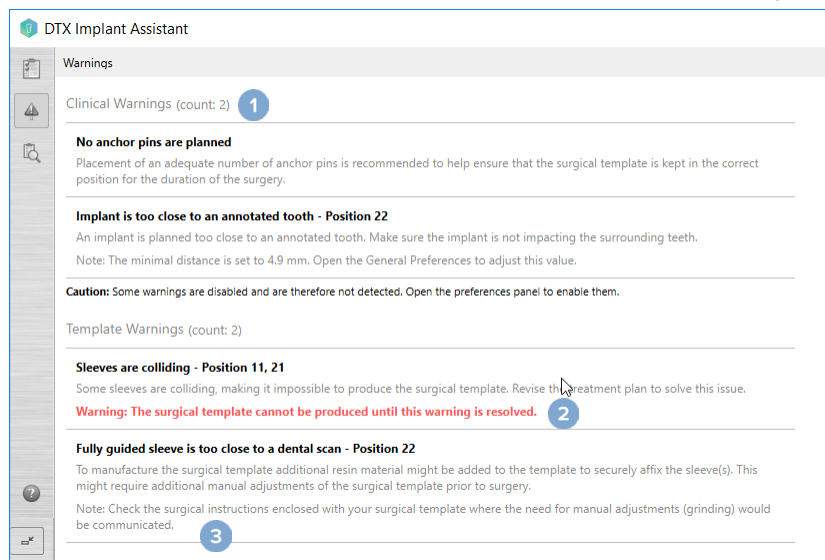 DTX Implant Assistant
Warnings
Clinical Warnings (count: 2) 1
No anchor pins are planned
Placement of an adequate number of anchor pins is recommended to help ensure that the surgical template is kept in the correct
position for the duration of the surgery.
Implant is too close to an annotated tooth - Position 22
An implant is planned too close to an annotated tooth. Make sure the implant is not impacting the surrounding teeth.
Note: The minimal distance is set to 4.9 mm. Open the General Preferences to adjust this value.
Caution: Some warnings are disabled and are therefore not detected. Open the preferences panel to enable them.
Template Warnings (count: 2)
Sleeves are colliding - Position 11, 21
Some sleeves are colliding, making it impossible to produce the surgical template. Revise the treatment plan to solve this issue.
Warning: The surgical template cannot be produced until this warning is resolved. 2
Fully guided sleeve is too close to a dental scan - Position 22
To manufacture the surgical template additional resin material might be added to the template to securely affix the sleeve(s). This
might require additional manual adjustments of the surgical template prior to surgery.
Note: Check the surgical instructions enclosed with your surgical template where the need for manual adjustments (grinding) would
be communicated. 3
?